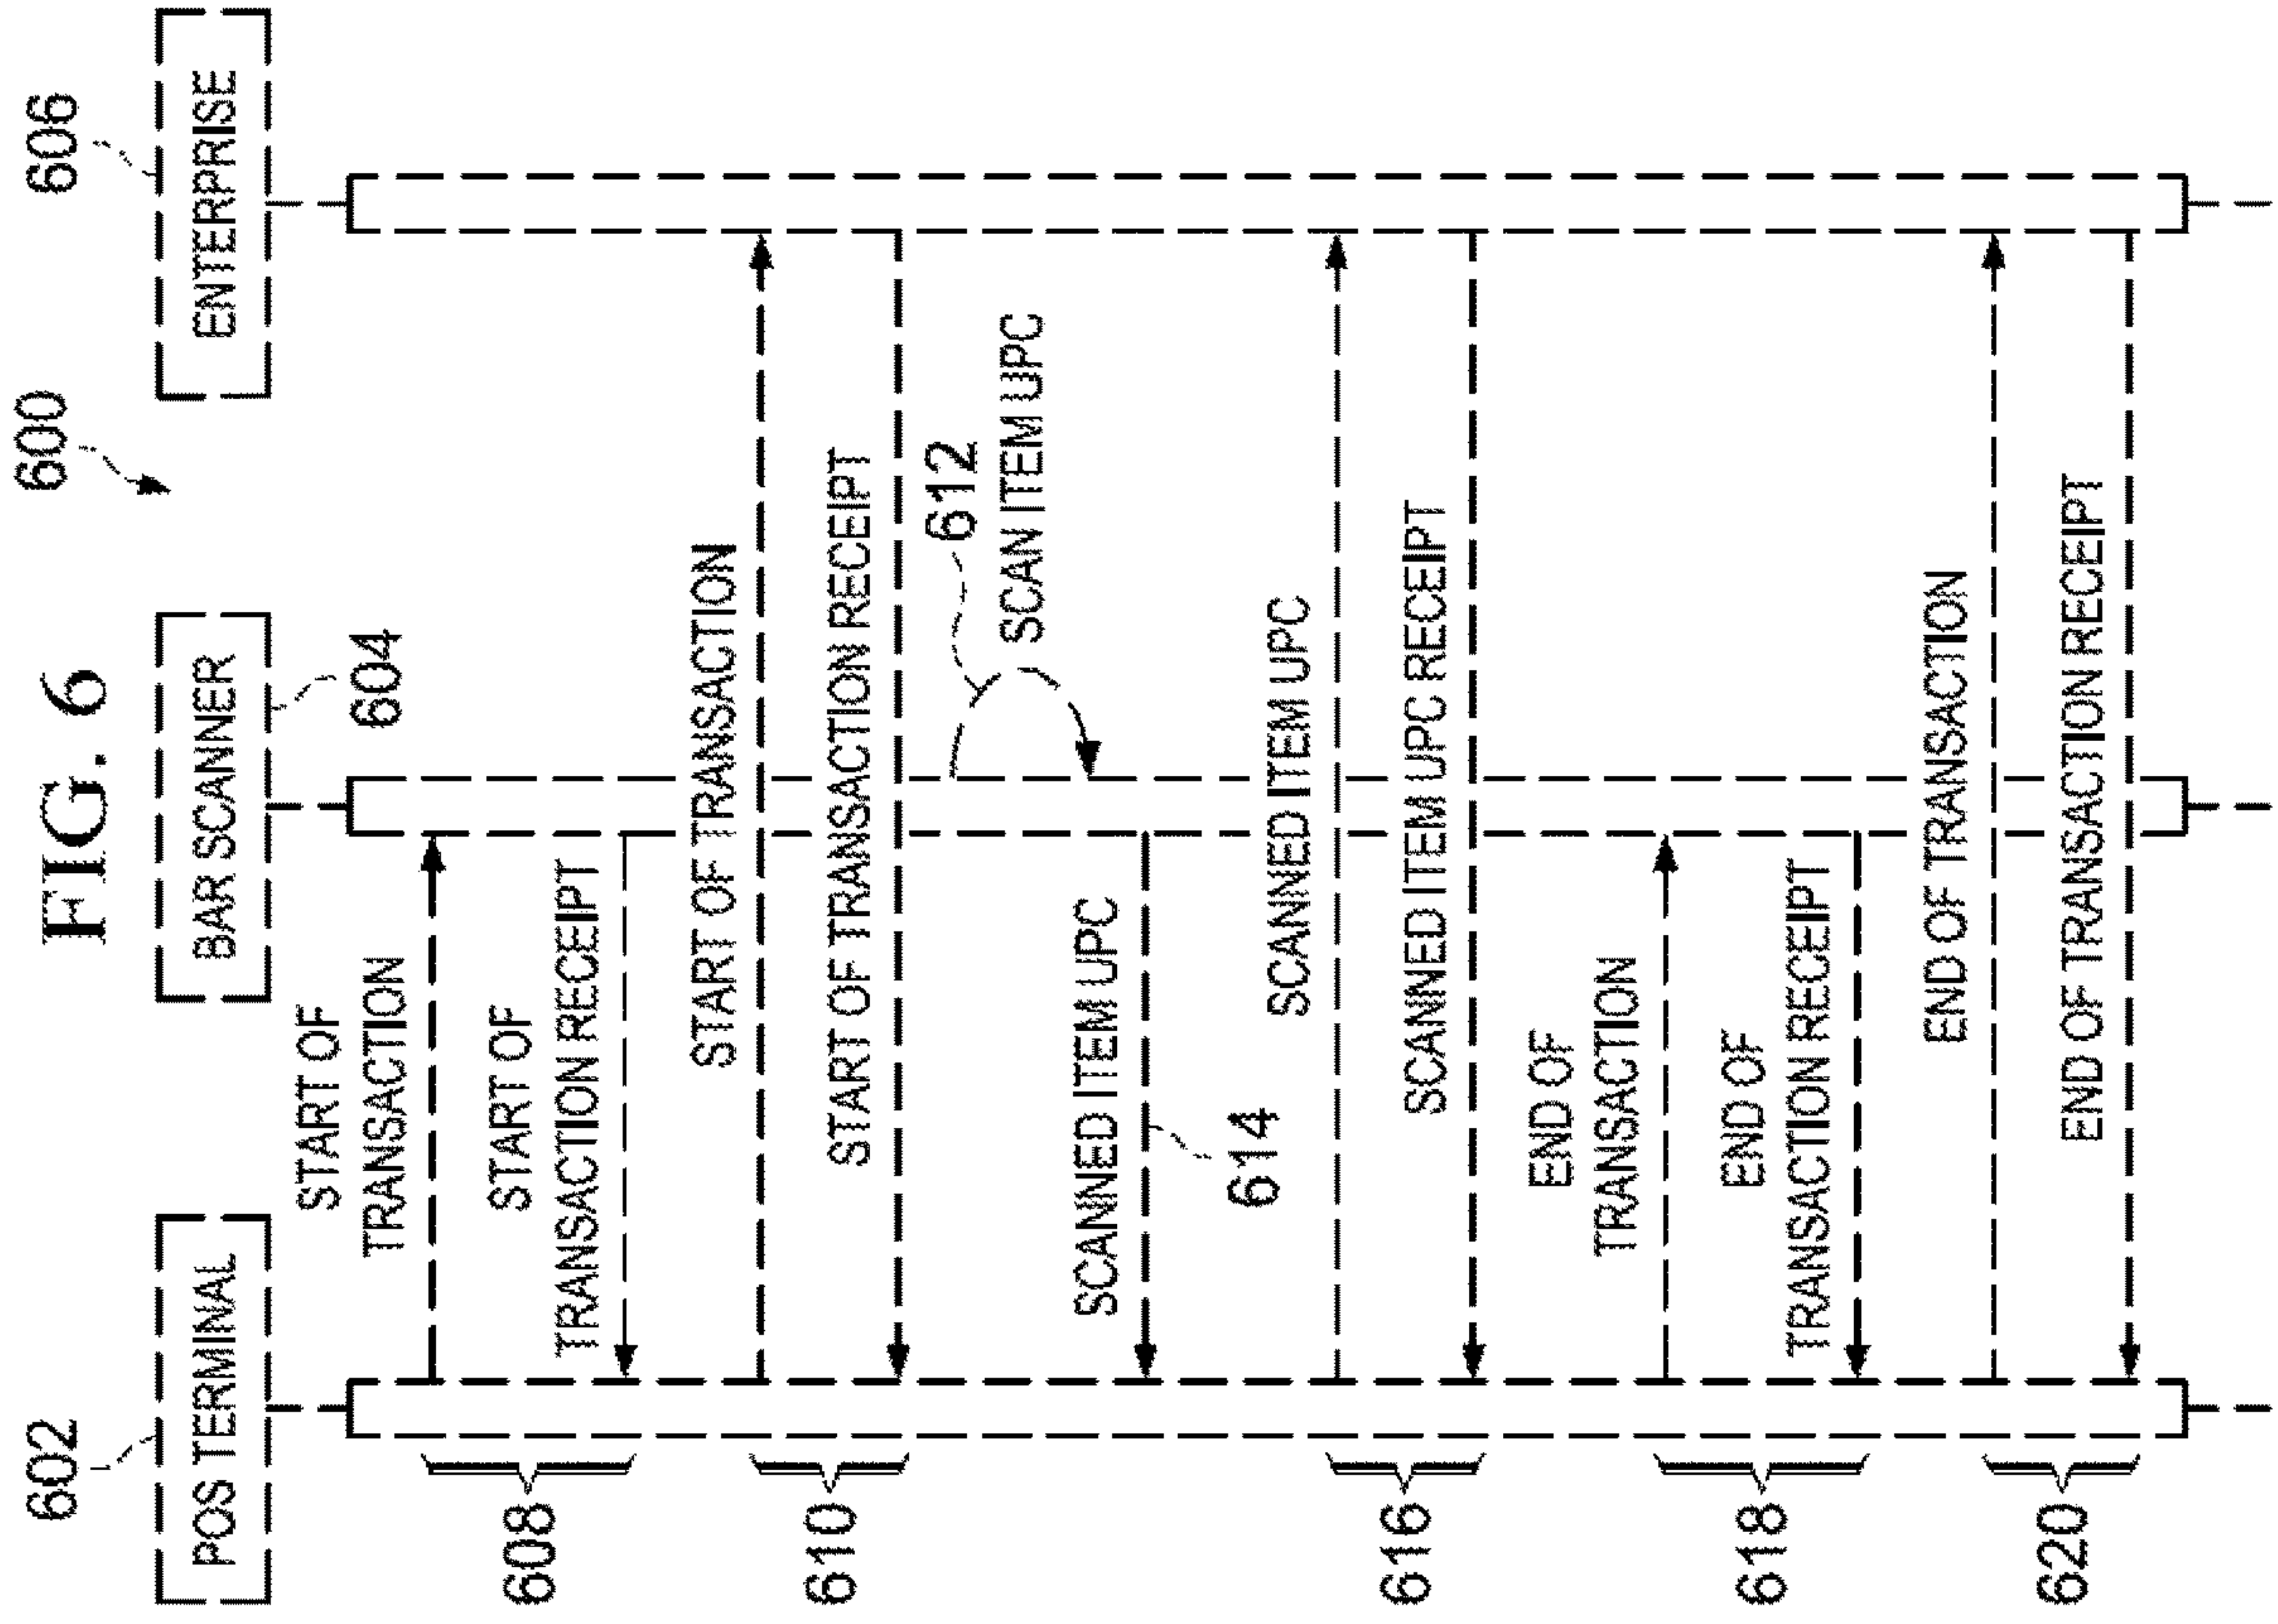 FIG. 6
600
602
POS TERMINAL
BAR SCANNER
604
606
ENTERPRISE
608
START OF
TRANSACTION
START OF
TRANSACTION RECEIPT
610
START OF TRANSACTION
START OF TRANSACTION RECEIPT
612
SCAN ITEM UPC
SCANNED ITEM UPC
614
616
SCANNED ITEM UPC
SCANNED ITEM UPC RECEIPT
618
END OF
TRANSACTION
END OF
TRANSACTION RECEIPT
620
END OF TRANSACTION
END OF TRANSACTION RECEIPT